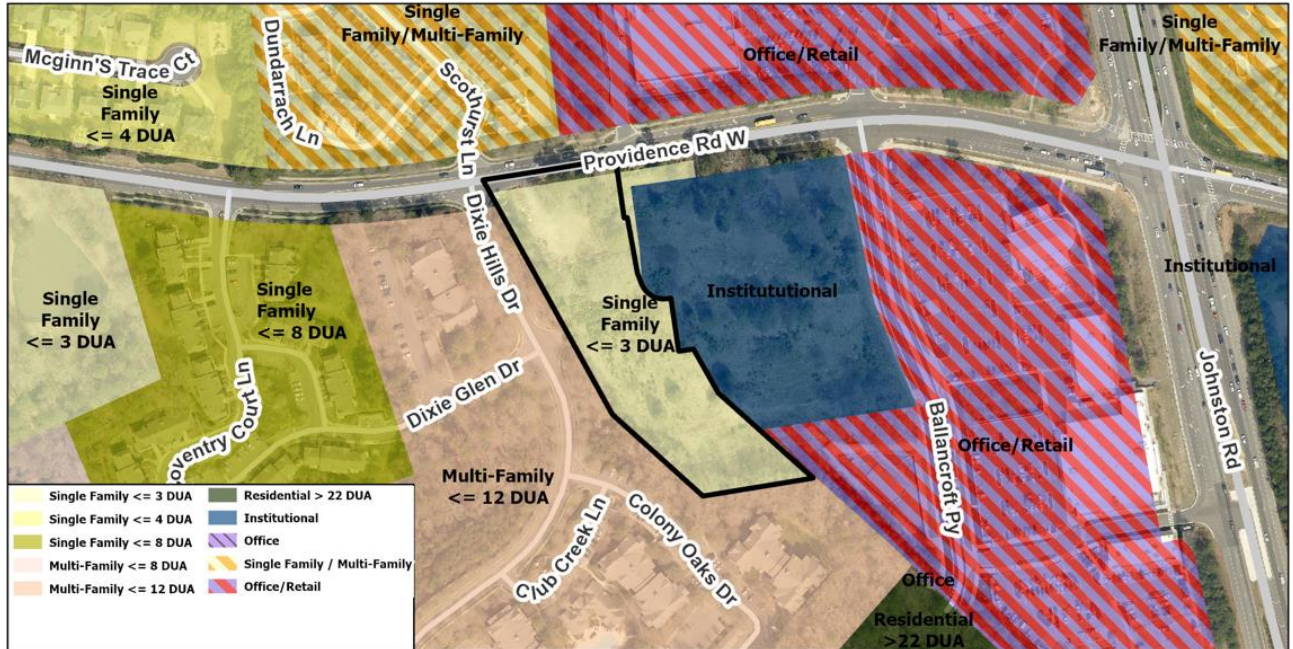 Single
Family/Multi-Family
Office/Retail
Single
Family/Multi-Family
Mcginn'S Trace Ct
Dundarrach Ln
Scothurst Ln
Single
Family
<= 4 DUA
Providence Rd W
Dixie Hills Dr
Single
Family
<= 3 DUA
Single
Family
<= 8 DUA
Single
Family
<= 3 DUA
Institututional
Institutional
Johnston Rd
Dixie Glen Dr
oventry Court Ln
Ballancroft Py
Office/Retail
Multi-Family
<= 12 DUA
Colony Oaks Dr
Club Creek Ln
Office
Residential
>22 DUA
Single Family <= 3 DUA
Single Family <= 4 DUA
Single Family <= 8 DUA
Multi-Family <= 8 DUA
Multi-Family <= 12 DUA
Residential > 22 DUA
Institutional
Office
Single Family / Multi-Family
Office/Retail